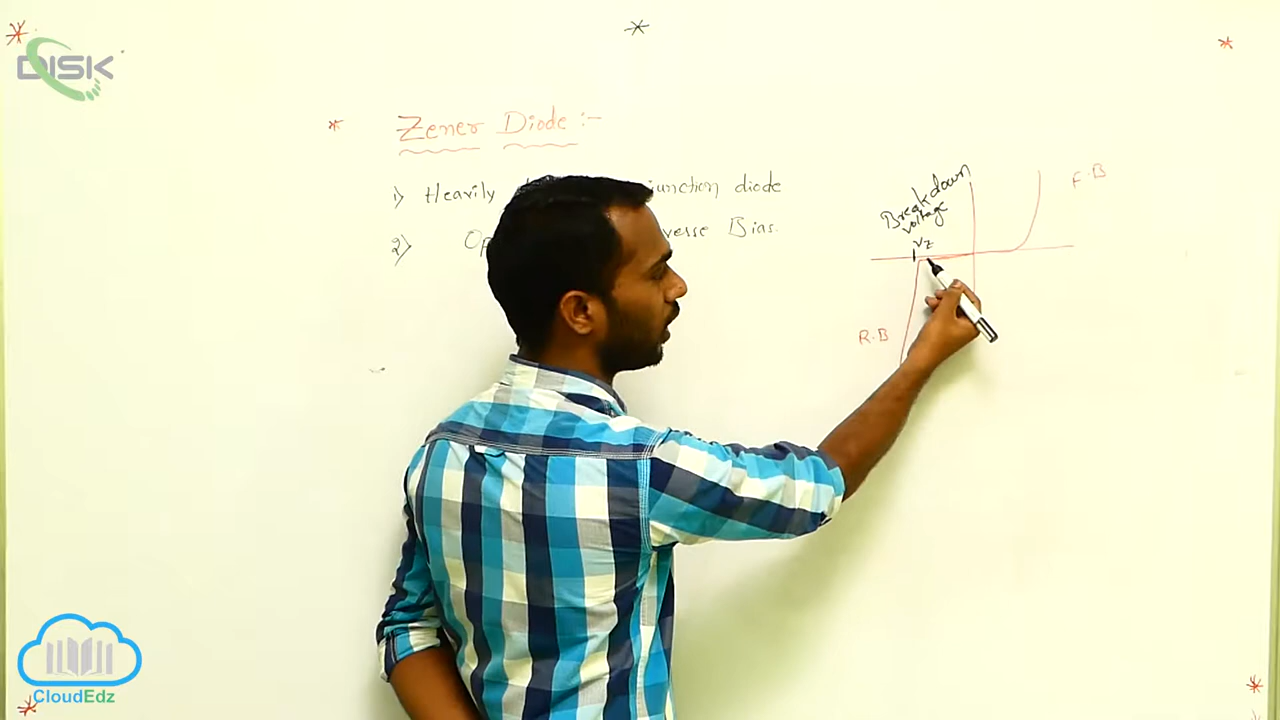 DISK
* Zener Diode :-
1) Heavily junction diode
2) Op verse Bias.
Breakdown
voltage
Vz
F.B
R.B
CloudEdz